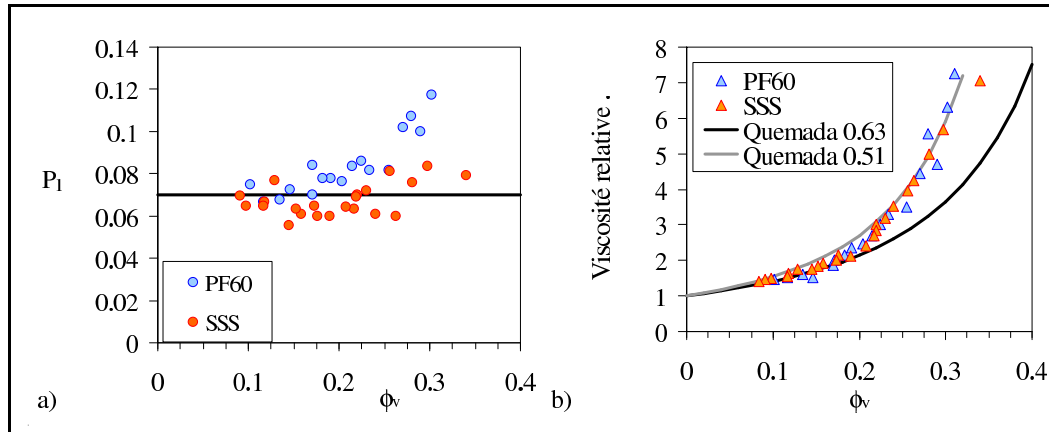 0.14
0.12
0.1
0.08
0.06
0.04
0.02
0
P1
PF60
SSS
0 0.1 0.2 0.3 0.4
ϕv
a)
8
7
6
5
4
3
2
1
0
Viscosité relative .
PF60
SSS
Quemada 0.63
Quemada 0.51
0 0.1 0.2 0.3 0.4
ϕv
b)